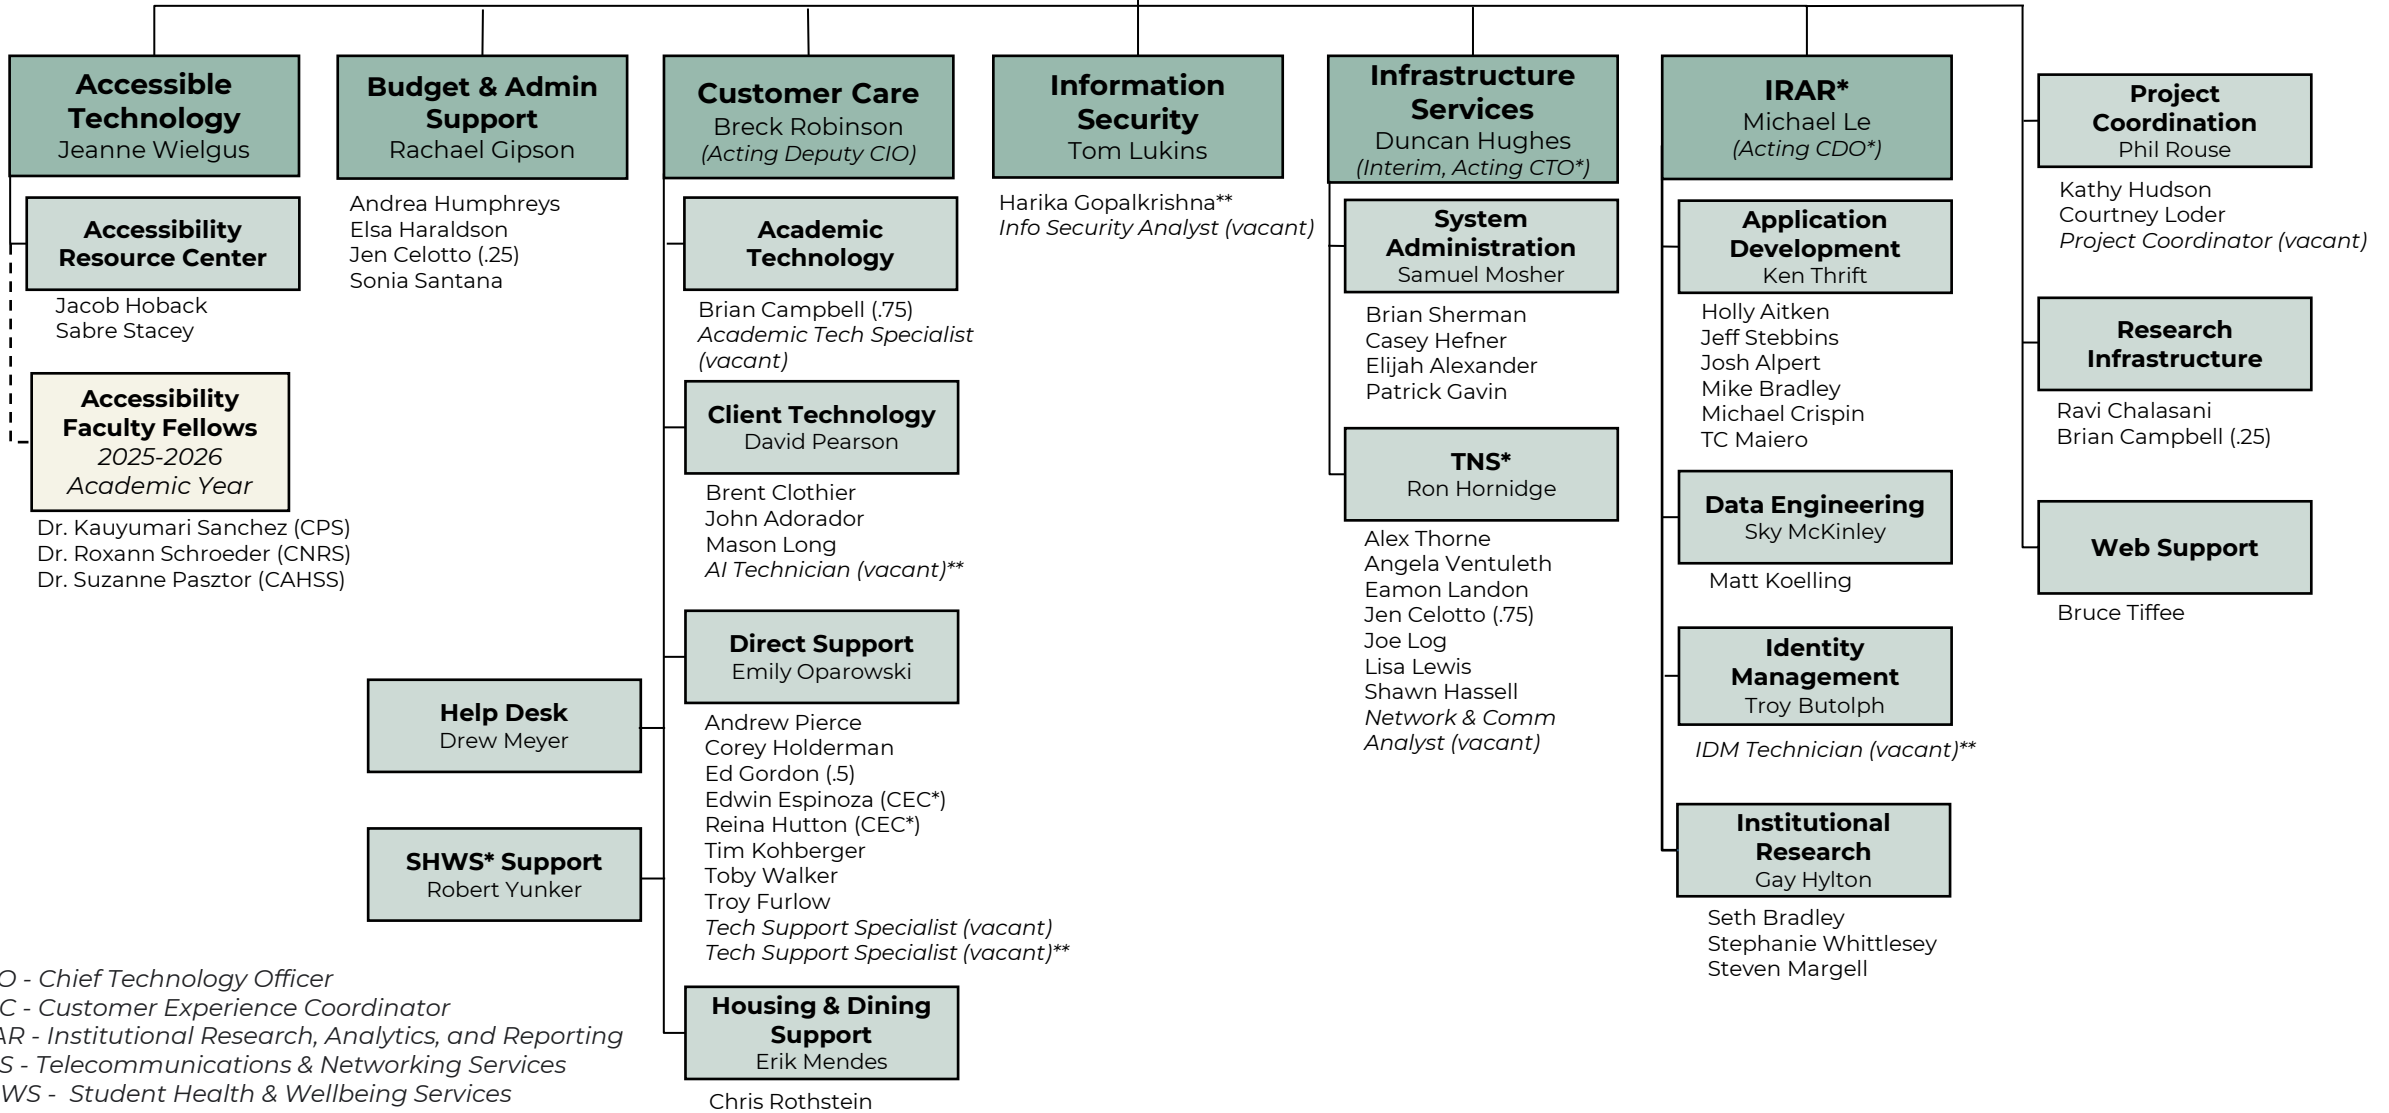 Accessible
Technology
Jeanne Wielgus
Accessibility
Resource Center
Jacob Hoback
Sabre Stacey
Accessibility
Faculty Fellows
2025-2026
Academic Year
Dr. Kauyumari Sanchez (CPS)
Dr. Roxann Schroeder (CNRS)
Dr. Suzanne Pasztor (CAHSS)
Budget & Admin
Support
Rachael Gipson
Andrea Humphreys
Elsa Haraldson
Jen Celotto (.25)
Sonia Santana
Customer Care
Breck Robinson
(Acting Deputy CIO)
Academic
Technology
Brian Campbell (.75)
Academic Tech Specialist
(vacant)
Client Technology
David Pearson
Brent Clothier
John Adorador
Mason Long
AI Technician (vacant)**
Direct Support
Emily Oparowski
Andrew Pierce
Corey Holderman
Ed Gordon (.5)
Edwin Espinoza (CEC*)
Reina Hutton (CEC*)
Tim Kohberger
Toby Walker
Troy Furlow
Tech Support Specialist (vacant)
Tech Support Specialist (vacant)**
Help Desk
Drew Meyer
SHWS* Support
Robert Yunker
Housing & Dining
Support
Erik Mendes
Chris Rothstein
Information
Security
Tom Lukins
Harika Gopalkrishna**
Info Security Analyst (vacant)
Infrastructure
Services
Duncan Hughes
(Interim, Acting CTO*)
System
Administration
Samuel Mosher
Brian Sherman
Casey Hefner
Elijah Alexander
Patrick Gavin
TNS*
Ron Hornidge
Alex Thorne
Angela Ventuleth
Eamon Landon
Jen Celotto (.75)
Joe Log
Lisa Lewis
Shawn Hassell
Network & Comm
Analyst (vacant)
IRAR*
Michael Le
(Acting CDO*)
Application
Development
Ken Thrift
Holly Aitken
Jeff Stebbins
Josh Alpert
Mike Bradley
Michael Crispin
TC Maiero
Data Engineering
Sky McKinley
Matt Koelling
Identity
Management
Troy Butolph
IDM Technician (vacant)**
Institutional
Research
Gay Hylton
Seth Bradley
Stephanie Whittlesey
Steven Margell
Project
Coordination
Phil Rouse
Kathy Hudson
Courtney Loder
Project Coordinator (vacant)
Research
Infrastructure
Ravi Chalasani
Brian Campbell (.25)
Web Support
Bruce Tiffee
O - Chief Technology Officer
C - Customer Experience Coordinator
AR - Institutional Research, Analytics, and Reporting
S - Telecommunications & Networking Services
WS - Student Health & Wellbeing Services